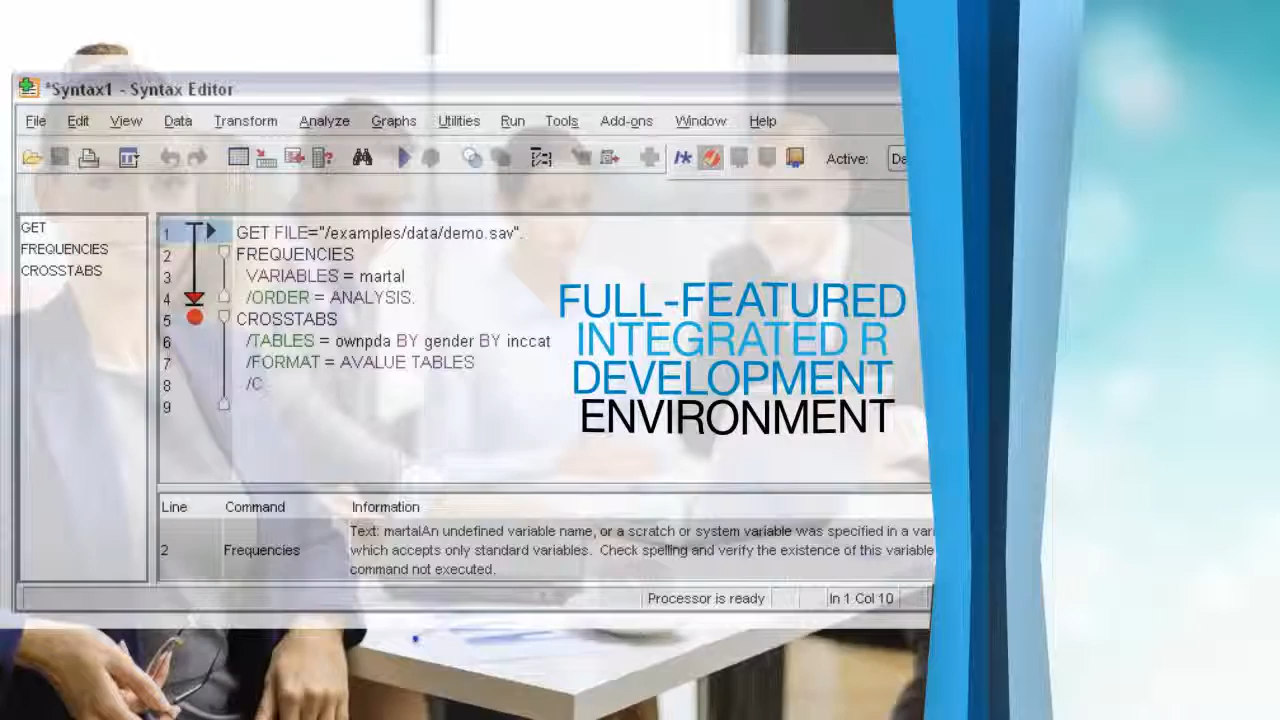 *Syntax1 - Syntax Editor
File Edit View Data Transform Analyze Graphs Utilities Run Tools Add-ons Window Help
Active:
GET
FREQUENCIES
CROSSTABS
1 GET FILE="/examples/data/demo.sav".
2 FREQUENCIES
3 VARIABLES = martal
4 /ORDER = ANALYSIS.
5 CROSSTABS
6 /TABLES = ownpda BY gender BY inccat
7 /FORMAT = AVALUE TABLES
8 /C
9
FULL-FEATURED
INTEGRATED R
DEVELOPMENT
ENVIRONMENT
Line Command Information
2 Frequencies
Text: martalAn undefined variable name, or a scratch or system variable was specified in a
which accepts only standard variables. Check spelling and verify the existence of this variable
command not executed.
Processor is ready
In 1 Col 10